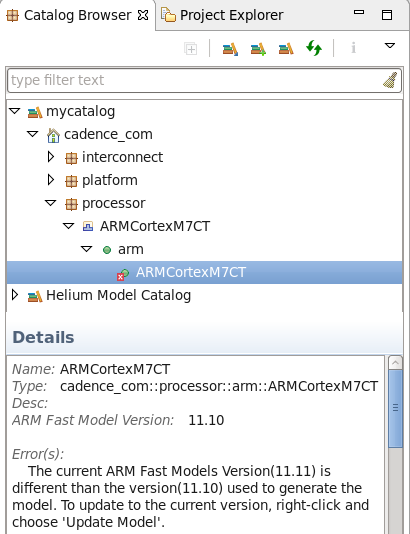 Catalog Browser Project Explorer
type filter text
mycatalog
cadence_com
interconnect
platform
processor
ARMCortexM7CT
arm
ARMCortexM7CT
Helium Model Catalog
Details
Name: ARMCortexM7CT
Type: cadence_com::processor::arm::ARMCortexM7CT
Desc:
ARM Fast Model Version: 11.10
Error(s):
The current ARM Fast Models Version(11.11) is
different than the version(11.10) used to generate the
model. To update to the current version, right-click and
choose 'Update Model'.